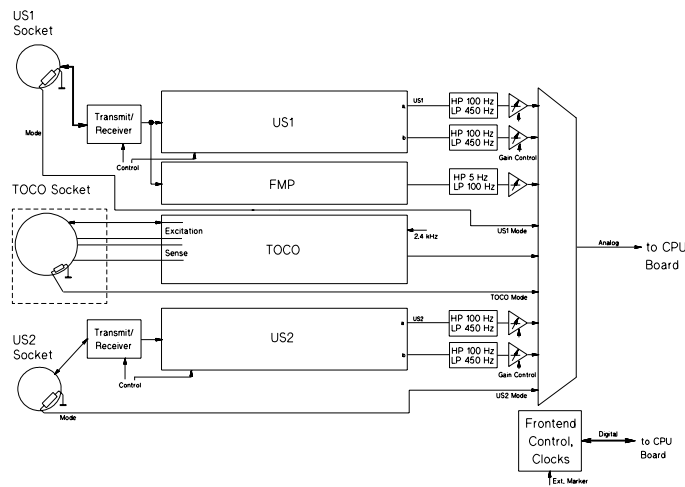 US1
Socket
Mode
Transmit/
Receiver
Control
US1
a
US1
b
HP 100 Hz
LP 450 Hz
HP 100 Hz
LP 450 Hz
Gain Control
FMP
HP 5 Hz
LP 100 Hz
TOCO Socket
Excitation
Sense
TOCO
2.4 kHz
US1 Mode
TOCO Mode
Analog
to CPU
Board
US2
Socket
Mode
Transmit/
Receiver
Control
US2
a
US2
b
HP 100 Hz
LP 450 Hz
HP 100 Hz
LP 450 Hz
Gain Control
US2 Mode
Frontend
Control,
Clocks
Digital
to CPU
Board
Ext. Marker